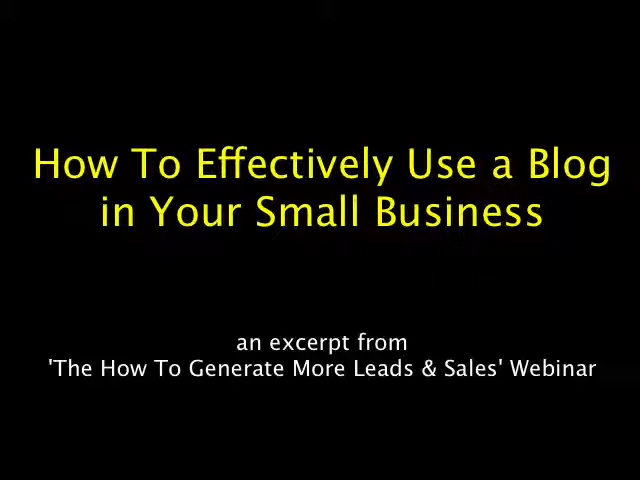 How To Effectively Use a Blog
in Your Small Business
an excerpt from
'The How To Generate More Leads & Sales' Webinar